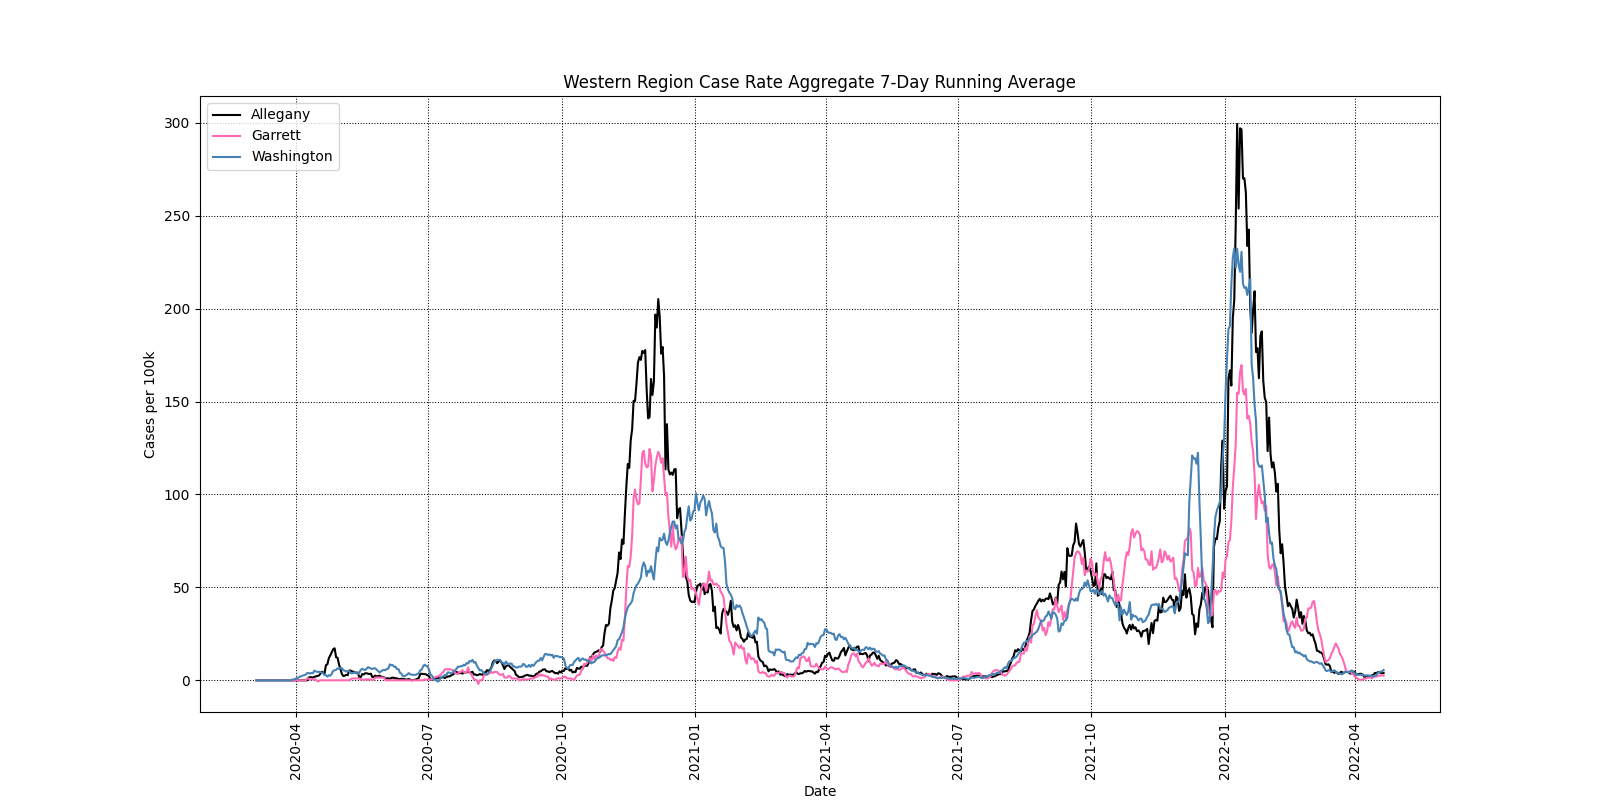 Western Region Case Rate Aggregate 7-Day Running Average
Allegany
Garrett
Washington
300
250
200
150
100
50
0
Cases per 100k
2020-04
2020-07
2020-10
2021-01
2021-04
2021-07
2021-10
2022-01
2022-04
Date